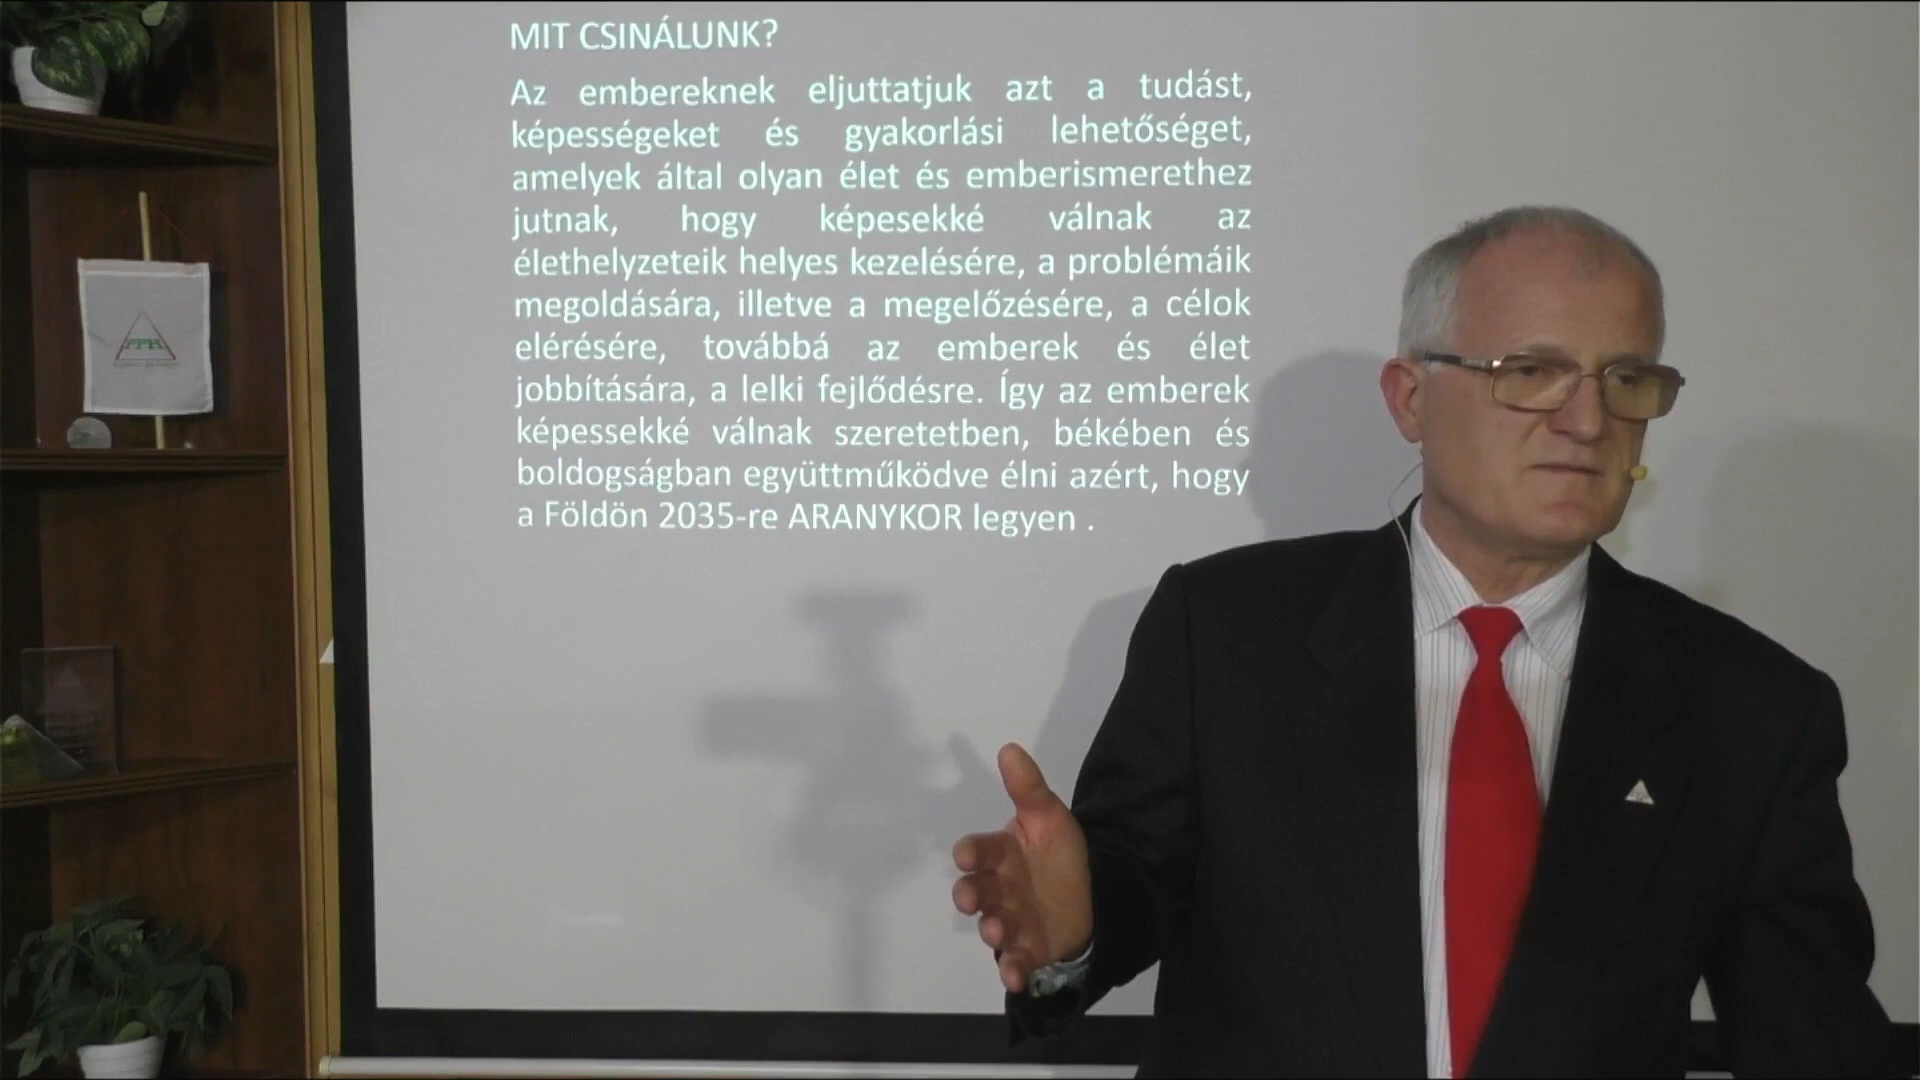 MIT CSINÁLUNK?
Az embereknek eljuttatjuk azt a tudást,
képességeket és gyakorlási lehetőséget,
amelyek által olyan élet és emberismerethez
jutnak, hogy képesekké válnak az
élethelyzeteik helyes kezelésére, a problémáik
megoldására, illetve a megelőzésére, a célok
elérésére, továbbá az emberek és élet
jobbítására, a lelki fejlődésre. Így az emberek
képessekké válnak szeretetben, békében és
boldogságban együttműködve élni azért, hogy
a Földön 2035-re ARANYKOR legyen .